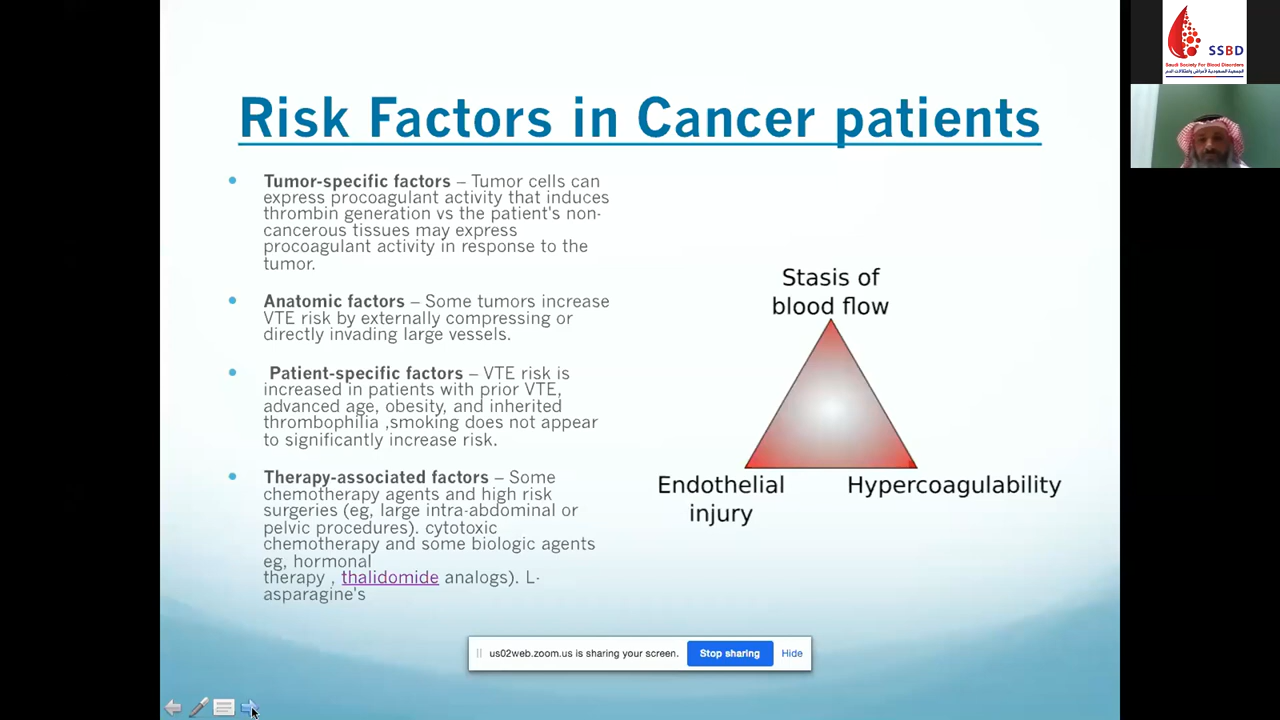 Risk Factors in Cancer patients
Tumor-specific factors – Tumor cells can
express procoagulant activity that induces
thrombin generation vs the patient's non-
cancerous tissues may express
procoagulant activity in response to the
tumor.
Anatomic factors – Some tumors increase
VTE risk by externally compressing or
directly invading large vessels.
Patient-specific factors – VTE risk is
increased in patients with prior VTE,
advanced age, obesity, and inherited
thrombophilia ,smoking does not appear
to significantly increase risk.
Therapy-associated factors – Some
chemotherapy agents and high risk
surgeries (eg, large intra-abdominal or
pelvic procedures). cytotoxic
chemotherapy and some biologic agents
eg, hormonal
therapy , thalidomide analogs). L-
asparagine's
Stasis of
blood flow
Endothelial
injury
Hypercoagulability
us02web.zoom.us is sharing your screen.
Stop sharing
Hide
SSBD
Saudi Society For Blood Disorders
الجمعية السعودية لأمراض واعتلالات الدم